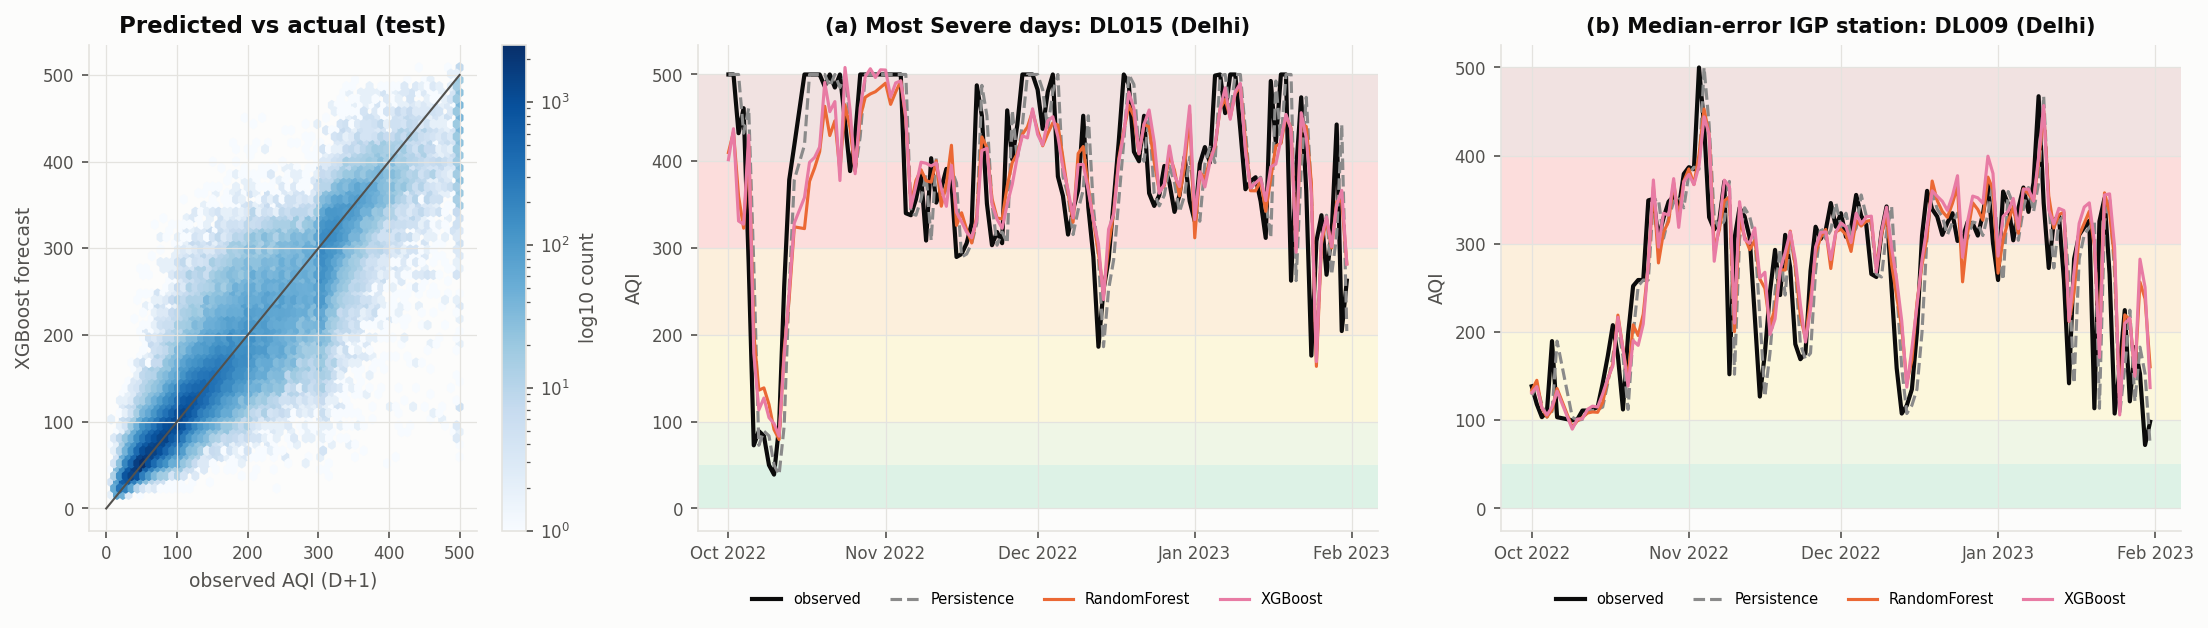 Predicted vs actual (test)
500
400
300
200
100
0
XGBoost forecast
0 100 200 300 400 500
observed AQI (D+1)
10³
10²
10¹
10⁰
log10 count
(a) Most Severe days: DL015 (Delhi)
500
400
300
200
100
0
AQI
Oct 2022 Nov 2022 Dec 2022 Jan 2023 Feb 2023
observed Persistence RandomForest XGBoost
(b) Median-error IGP station: DL009 (Delhi)
500
400
300
200
100
0
AQI
Oct 2022 Nov 2022 Dec 2022 Jan 2023 Feb 2023
observed Persistence RandomForest XGBoost